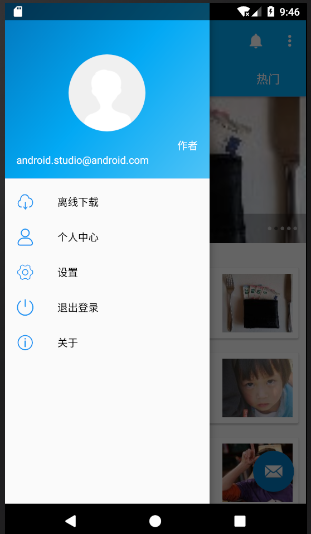 9:46
热门
作者
android.studio@android.com
离线下载
个人中心
设置
退出登录
关于